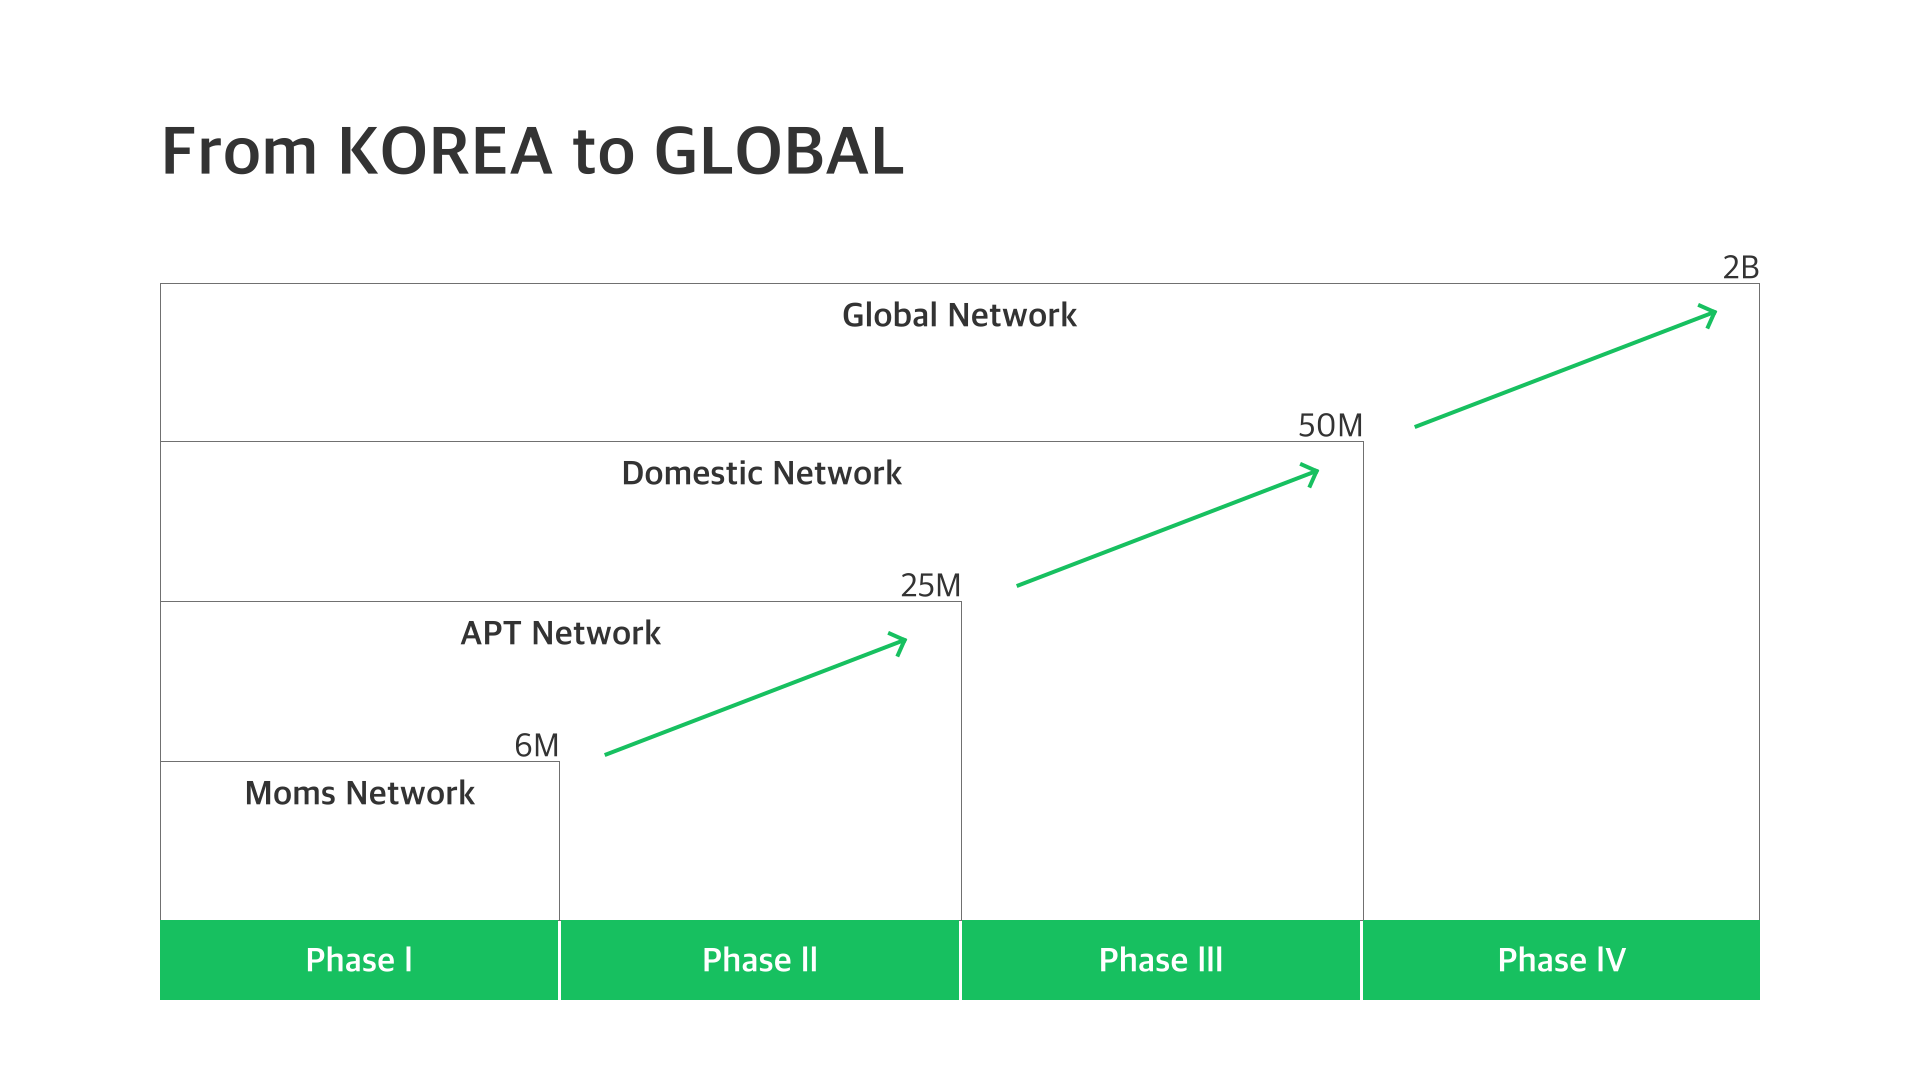 From KOREA to GLOBAL
2B
Global Network
50M
Domestic Network
25M
APT Network
6M
Moms Network
Phase I
Phase II
Phase III
Phase IV